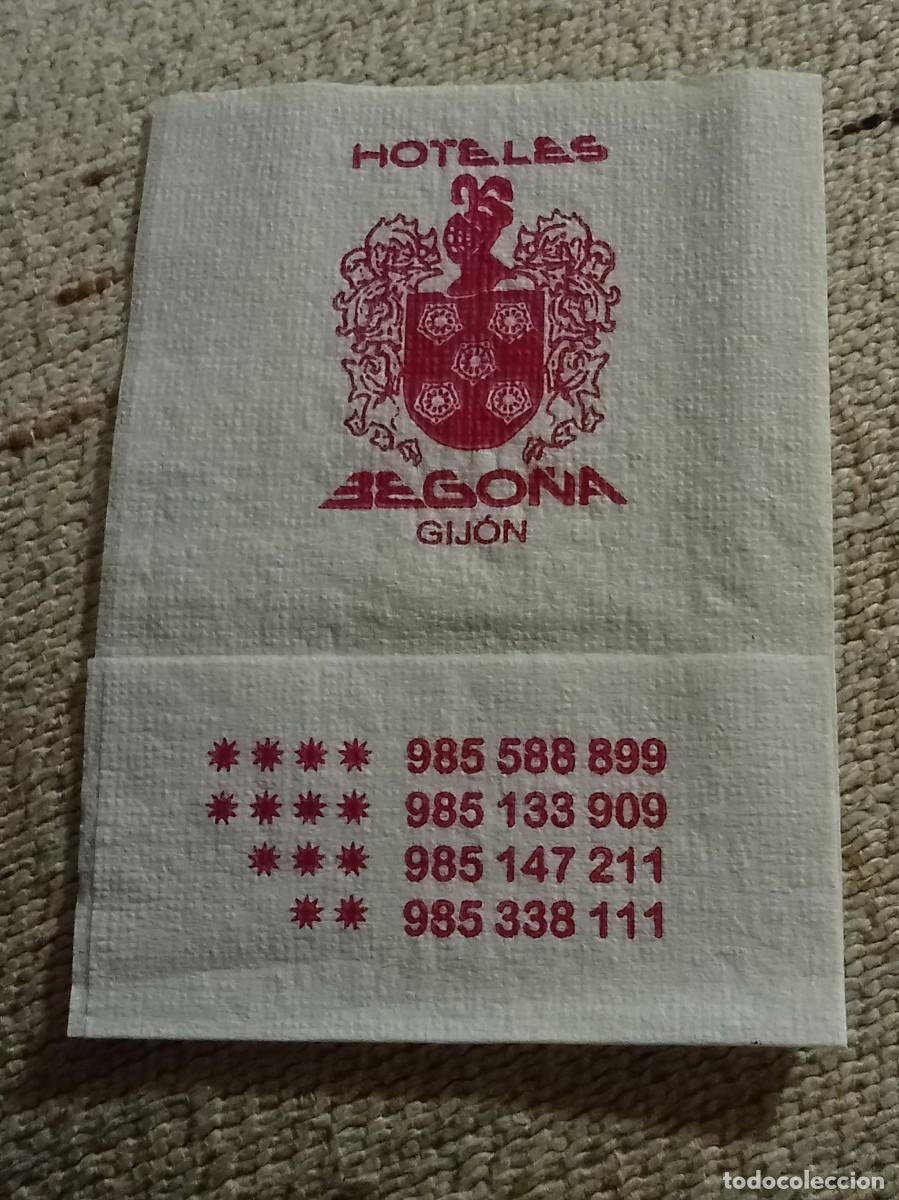 HOTELES
BEGOÑA
GIJÓN
**** 985 588 899
**** 985 133 909
*** 985 147 211
** 985 338 111
todocoleccion